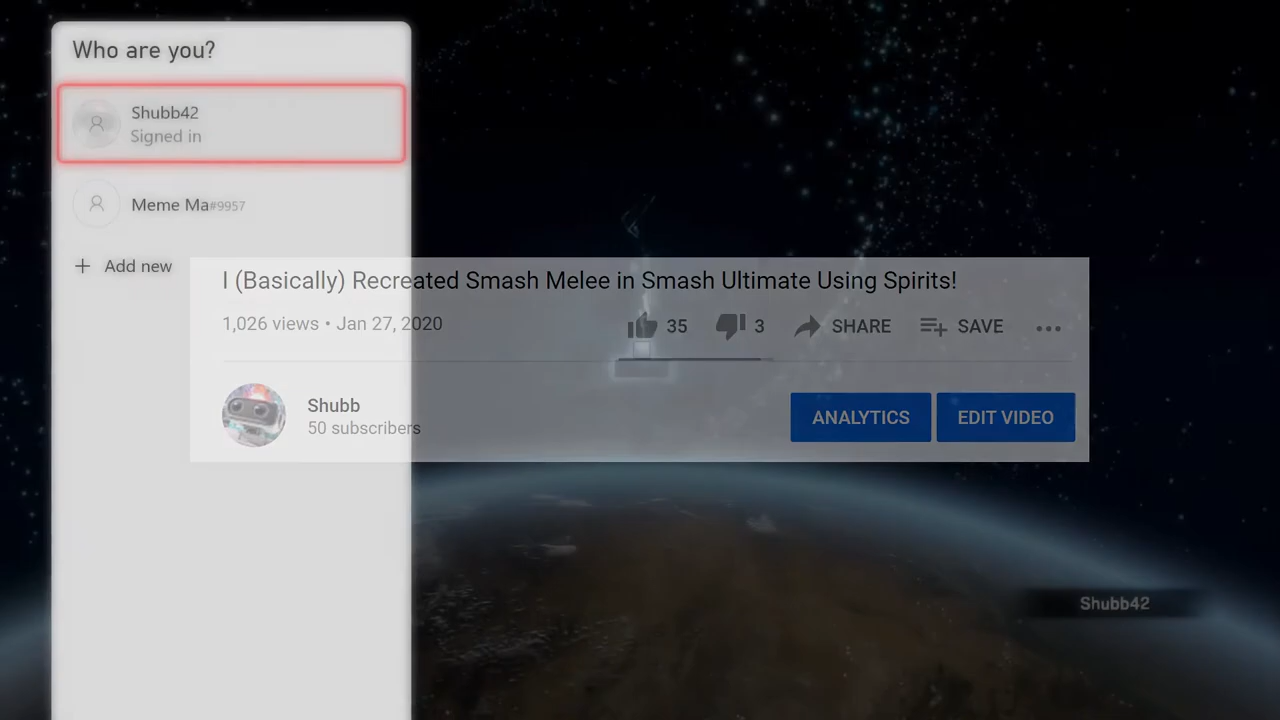 Who are you?
Shubb42
Signed in
Meme Ma#9957
+ Add new
I (Basically) Recreated Smash Melee in Smash Ultimate Using Spirits!
1,026 views • Jan 27, 2020
35 3 SHARE SAVE ...
Shubb
50 subscribers
ANALYTICS EDIT VIDEO
Shubb42